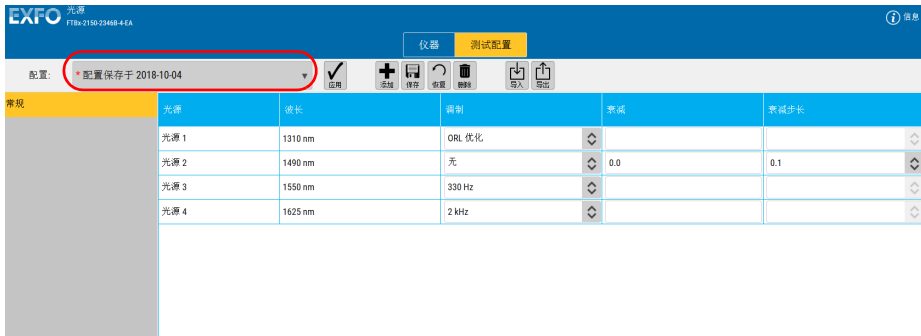 EXFO 光源
FTBx-2150-234B8-4-EA
信息
仪器 测试配置
配置: * 配置保存于 2018-10-04 应用 添加 保存 恢复 删除 导入 导出
常规
光源 波长 调制 衰减 衰减步长
光源 1 1310 nm ORL 优化
光源 2 1490 nm 无 0.0 0.1
光源 3 1550 nm 330 Hz
光源 4 1625 nm 2 kHz